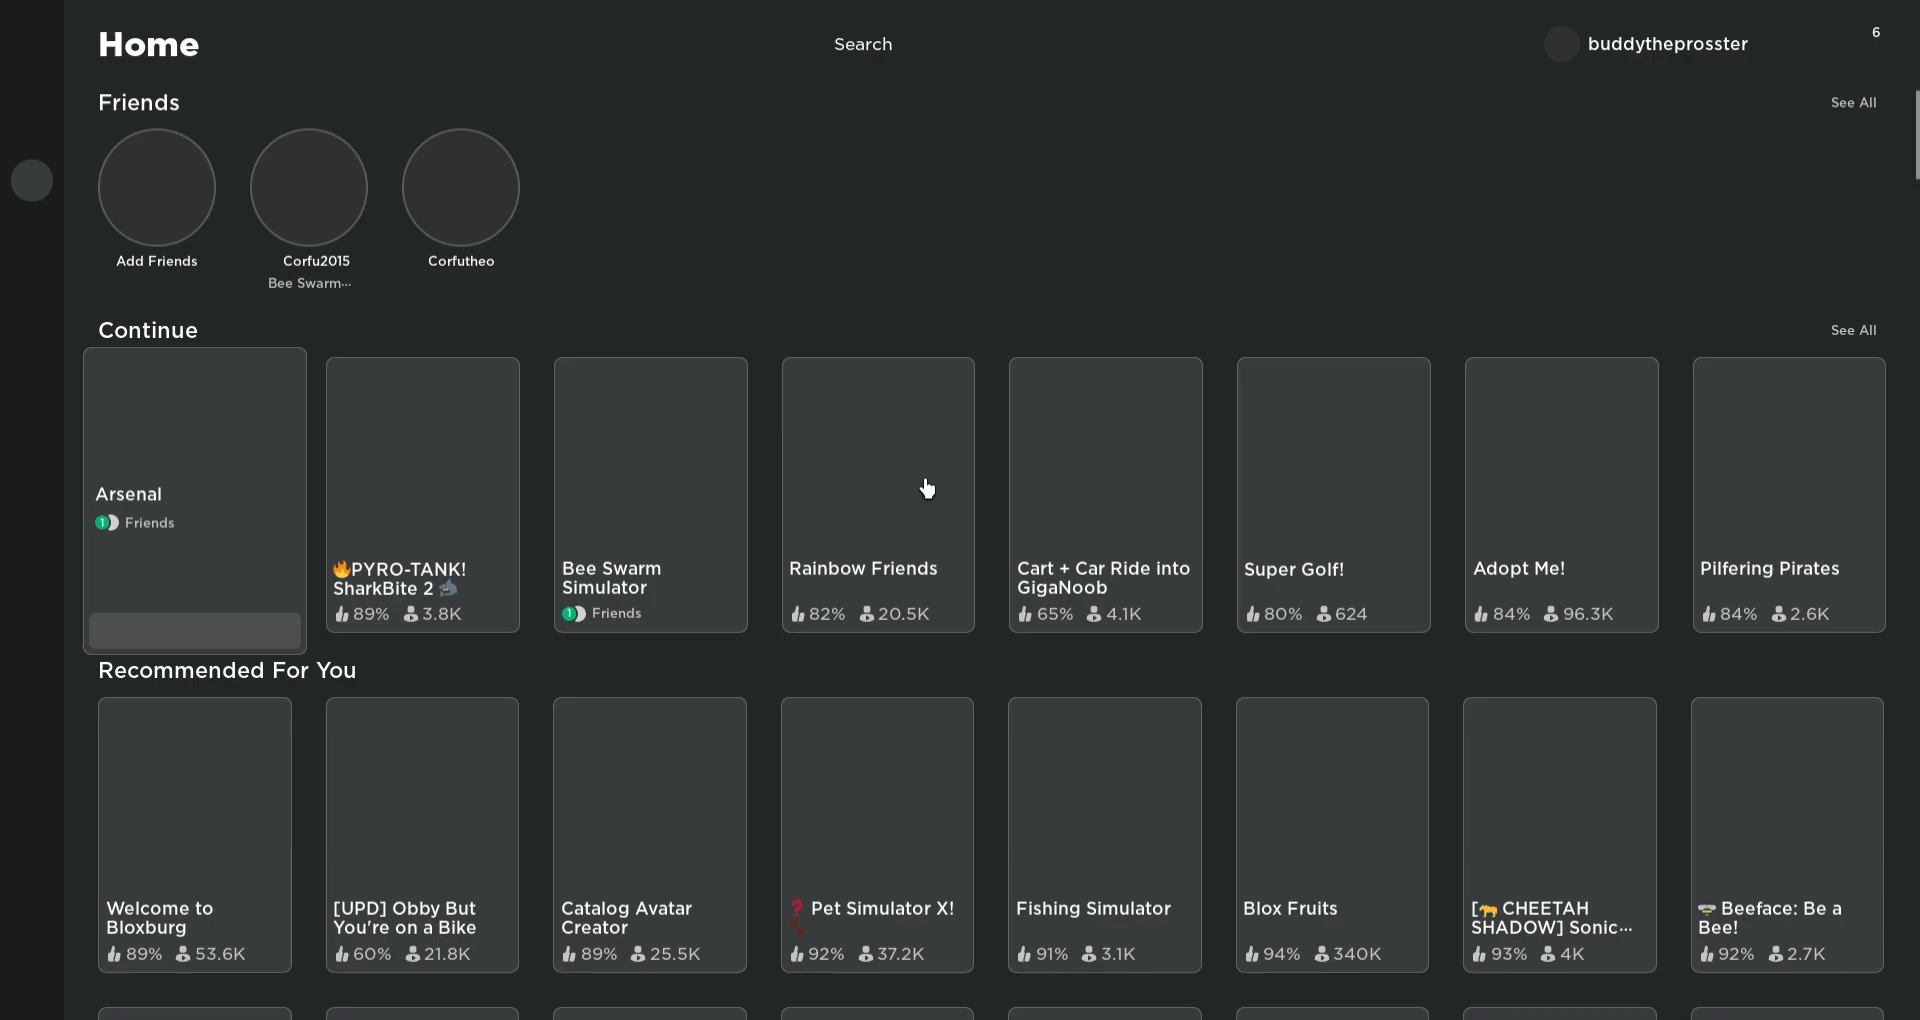 Home
Search
buddytheprosster
6
Friends
See All
Add Friends
Corfu2015
Corfutheo
Bee Swarm...
Continue
See All
Arsenal
1 Friends
🔥PYRO-TANK!
SharkBite 2 🦈
89% 3.8K
Bee Swarm
Simulator
1 Friends
Rainbow Friends
82% 20.5K
Cart + Car Ride into
GigaNoob
65% 4.1K
Super Golf!
80% 624
Adopt Me!
84% 96.3K
Pilfering Pirates
84% 2.6K
Recommended For You
Welcome to
Bloxburg
89% 53.6K
[UPD] Obby But
You're on a Bike
60% 21.8K
Catalog Avatar
Creator
89% 25.5K
❓ Pet Simulator X!
92% 37.2K
Fishing Simulator
91% 3.1K
Blox Fruits
94% 340K
[🐆 CHEETAH
SHADOW] Sonic...
93% 4K
Beeface: Be a
Bee!
92% 2.7K